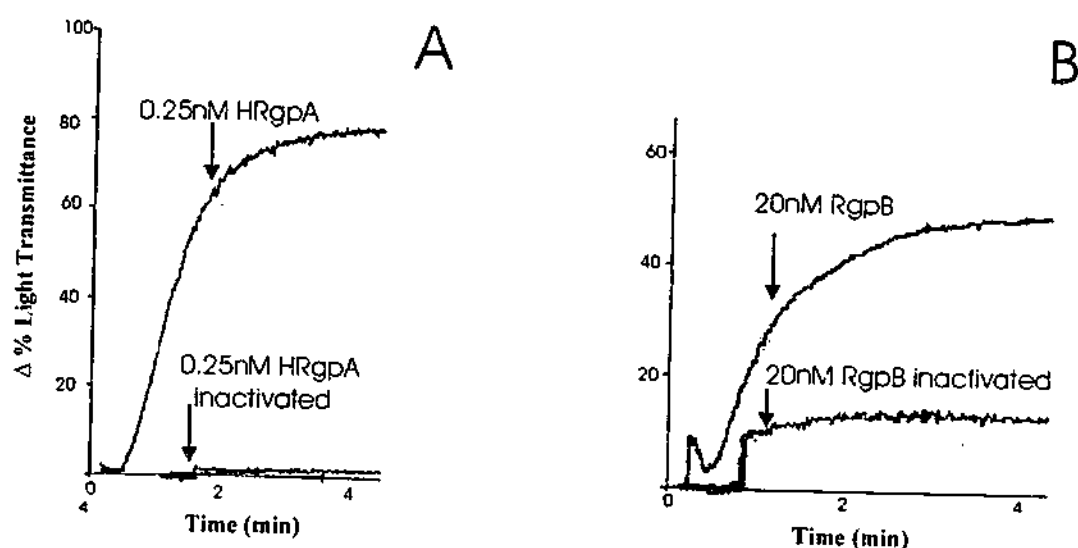 A
100
80
60
40
20
0
4
2
4
Δ % Light Transmittance
Time (min)
0.25nM HRgpA
0.25nM HRgpA
inactivated
B
60
40
20
0
2
4
Time (min)
20nM RgpB
20nM RgpB inactivated